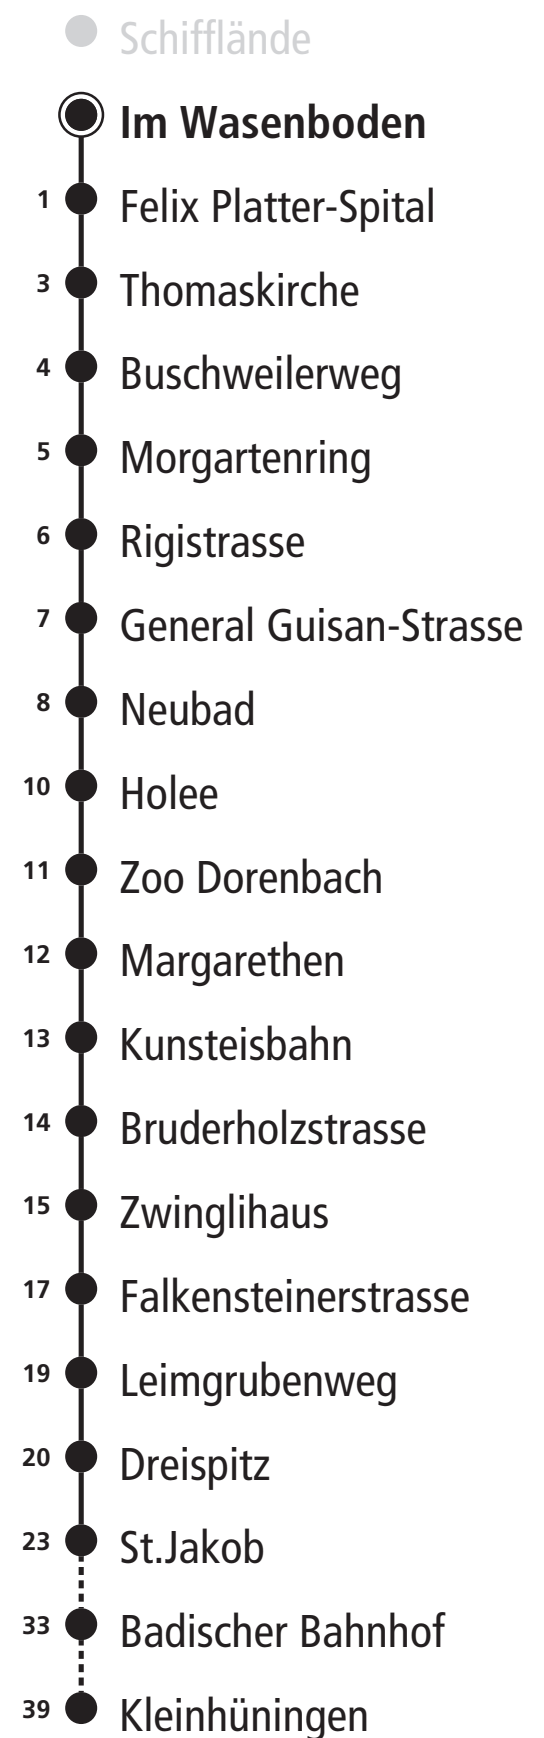 Schifflände
Im Wasenboden
1 Felix Platter-Spital
3 Thomaskirche
4 Buschweilerweg
5 Morgartenring
6 Rigistrasse
7 General Guisan-Strasse
8 Neubad
10 Holee
11 Zoo Dorenbach
12 Margarethen
13 Kunsteisbahn
14 Bruderholzstrasse
15 Zwinglihaus
17 Falkensteinerstrasse
19 Leimgrubenweg
20 Dreispitz
23 St.Jakob
33 Badischer Bahnhof
39 Kleinhüningen